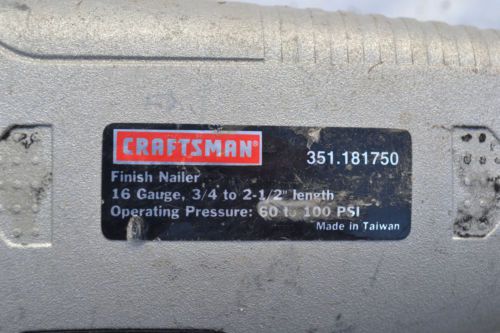 CRAFTSMAN® 351.181750
Finish Nailer
16 Gauge, 3/4 to 2-1/2" length
Operating Pressure: 60 to 100 PSI
Made in Taiwan